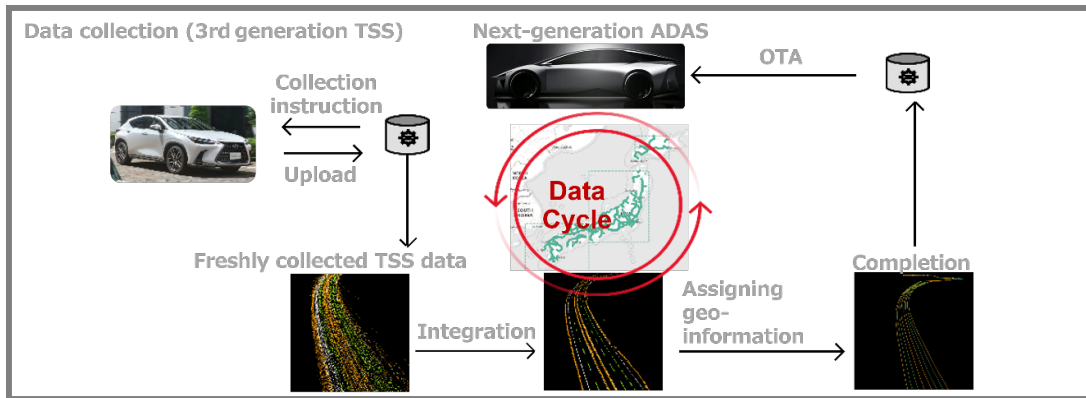 Data collection (3rd generation TSS)
Next-generation ADAS
OTA
Collection
instruction
Upload
Data
Cycle
Freshly collected TSS data
Completion
Integration
Assigning
geo-
information